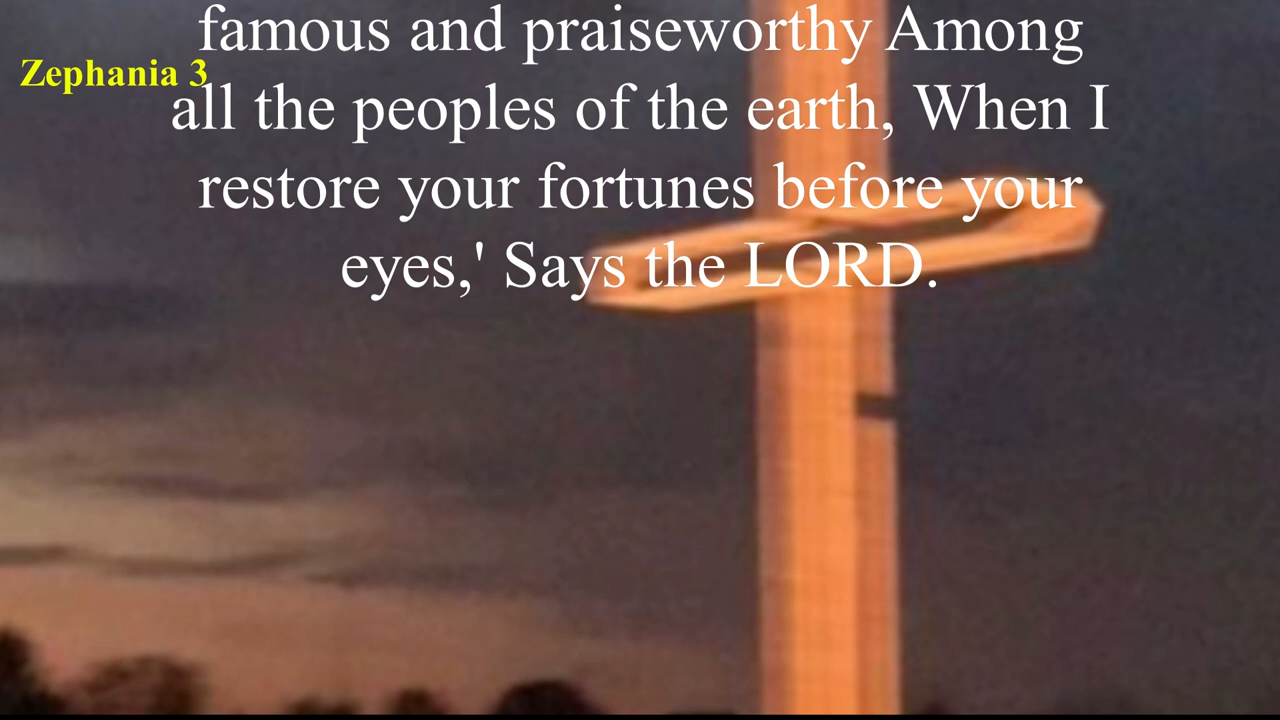 famous and praiseworthy Among
Zephania 3
all the peoples of the earth, When I
restore your fortunes before your
eyes,' Says the LORD.